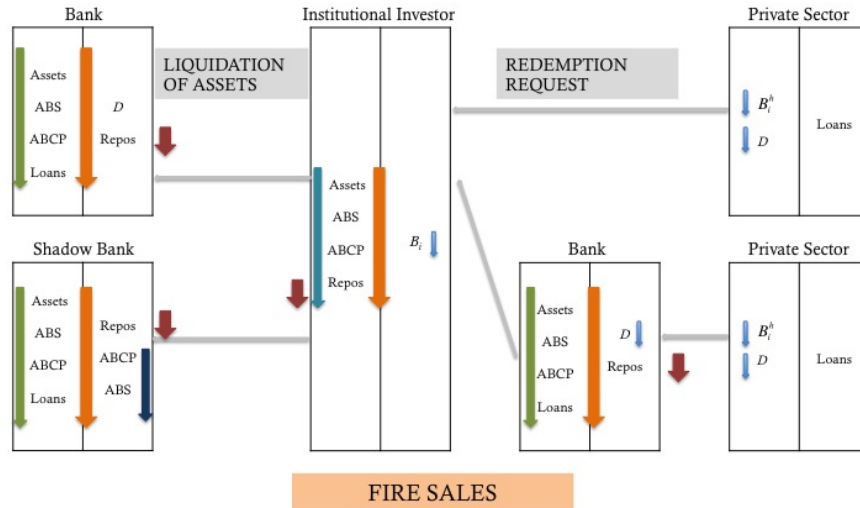 Bank
Institutional Investor
Private Sector
LIQUIDATION
OF ASSETS
REDEMPTION
REQUEST
Assets
ABS
ABCP
Loans
D
Repos
B_i^h
D
Loans
Assets
ABS
ABCP
Repos
B_i
Shadow Bank
Assets
ABS
ABCP
Loans
Repos
ABCP
ABS
Bank
Assets
ABS
ABCP
Loans
D
Repos
Private Sector
B_i^h
D
Loans
FIRE SALES